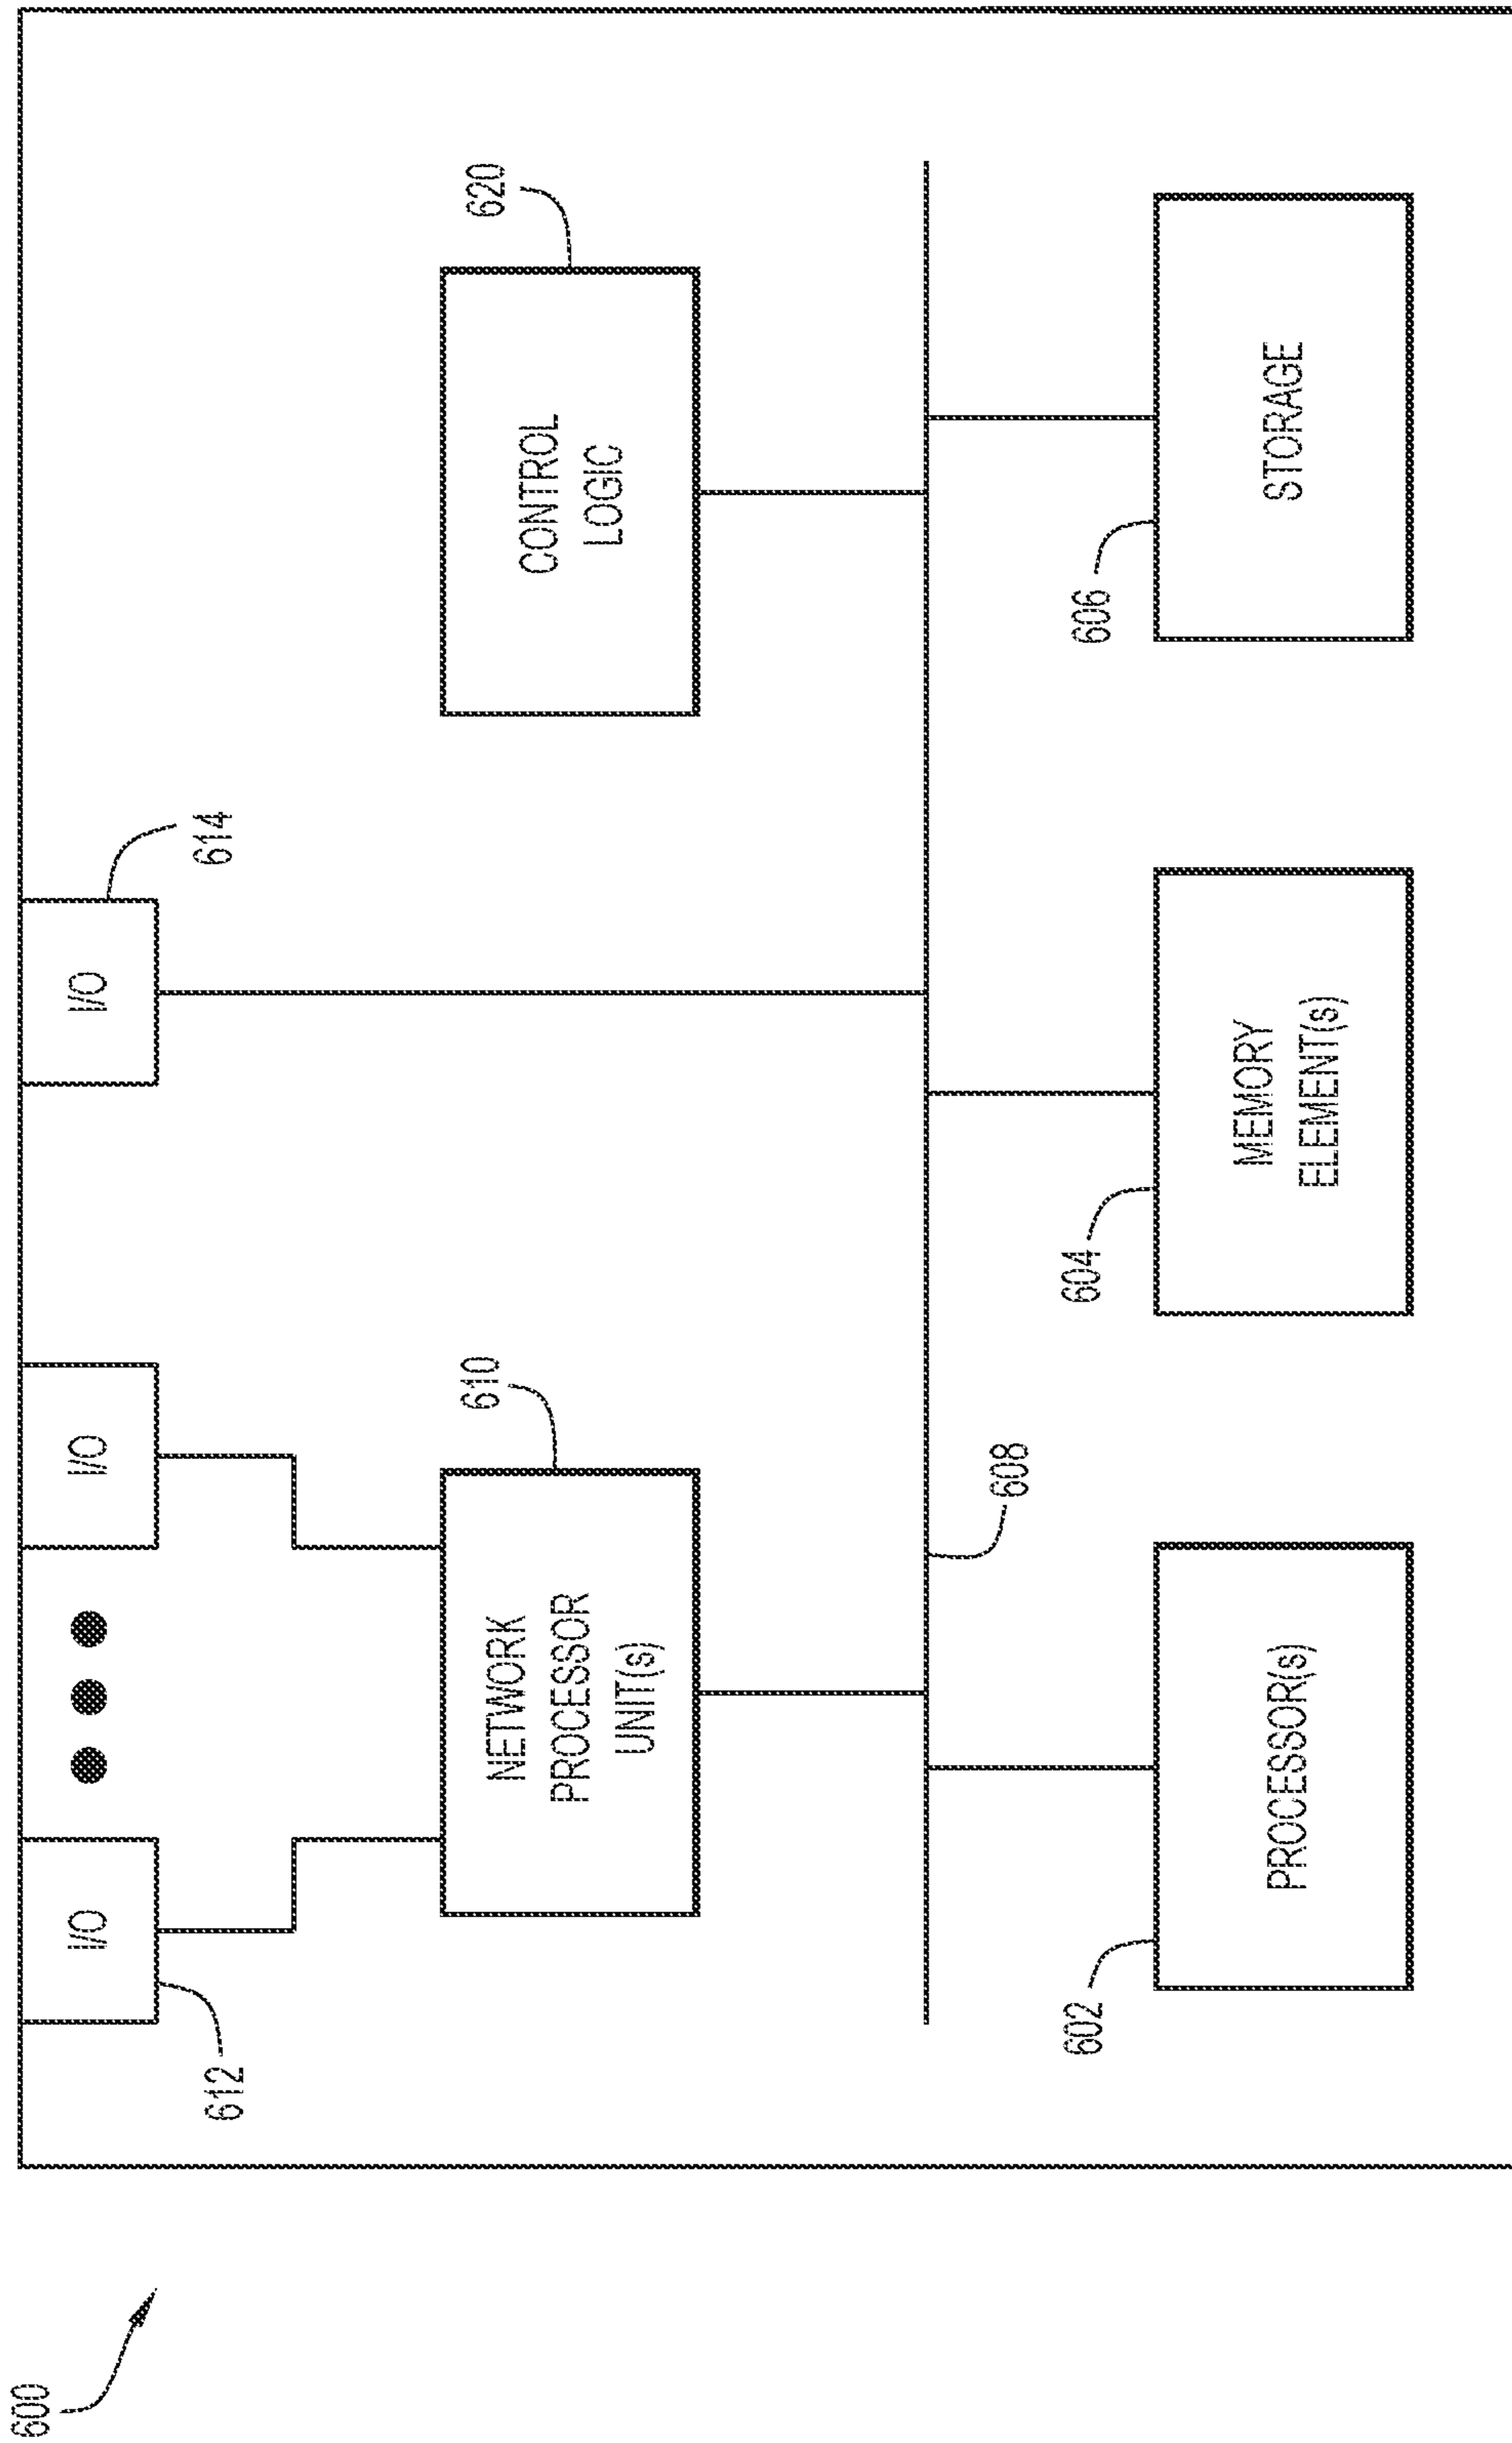 600
612
I/O
I/O
I/O
614
620
610
NETWORK
PROCESSOR
UNIT(s)
CONTROL
LOGIC
608
602
604
606
PROCESSOR(s)
MEMORY
ELEMENT(s)
STORAGE